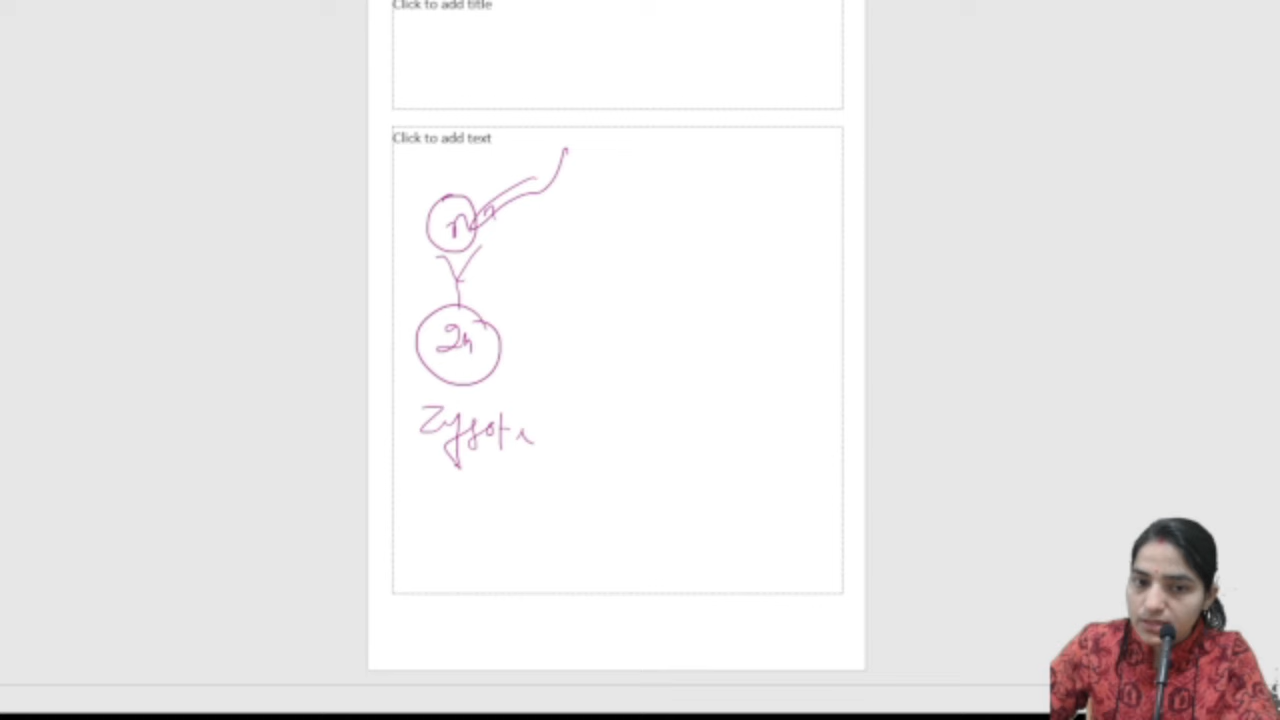 Click to add title
Click to add text
n n
2n
Zygote